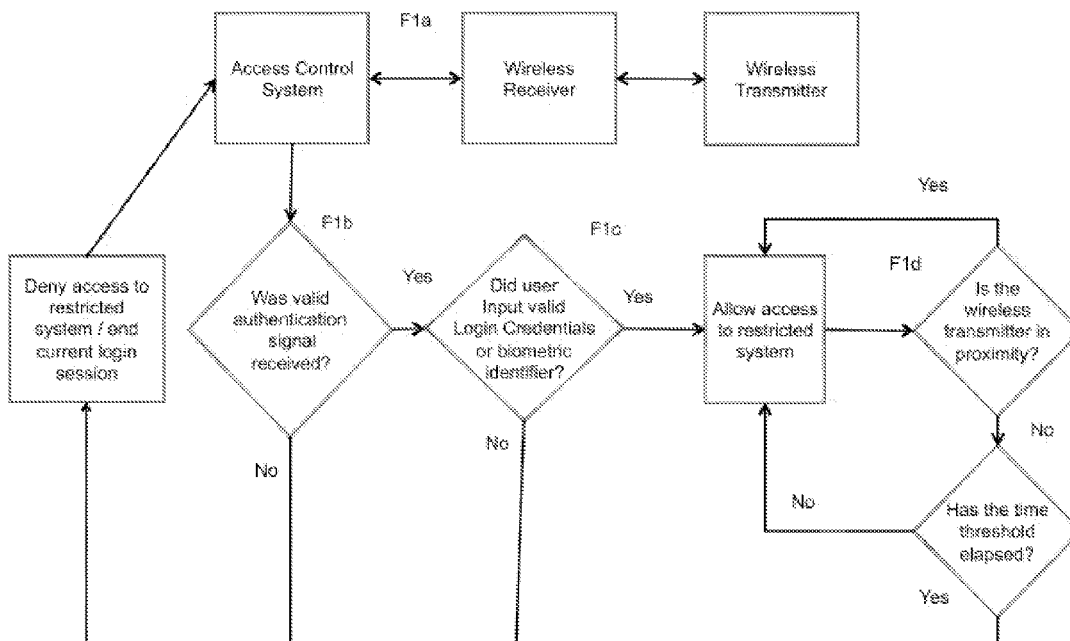 F1a
Access Control
System
Wireless
Receiver
Wireless
Transmitter
Yes
F1b
F1c
F1d
Deny access to
restricted
system / end
current login
session
Was valid
authentication
signal
received?
Yes
Did user
Input valid
Login Credentials
or biometric
identifier?
Yes
Allow access
to restricted
system
Is the
wireless
transmitter in
proximity?
No
No
No
No
Has the time
threshold
elapsed?
Yes